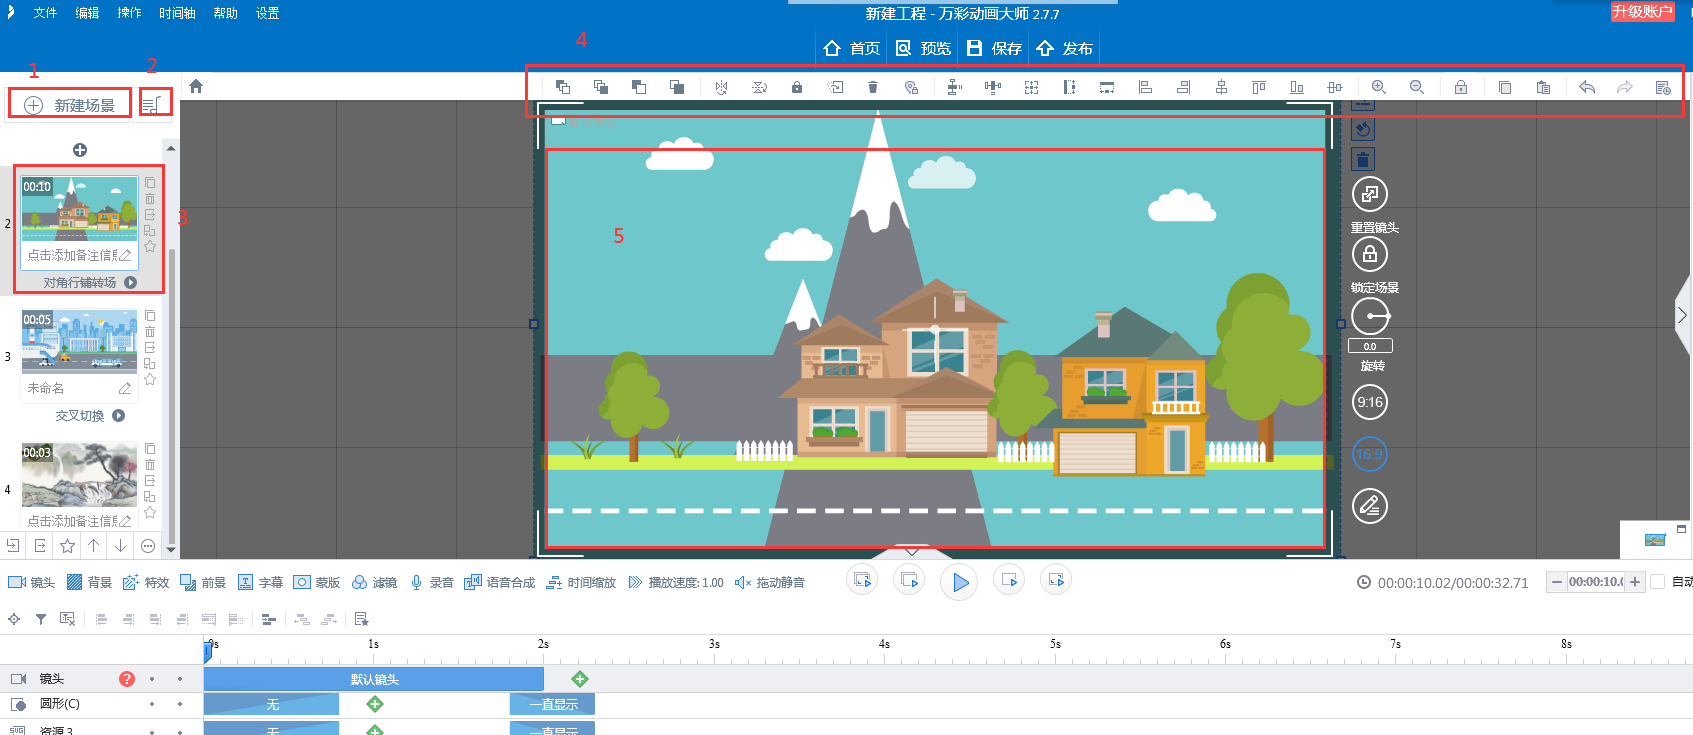 文件 编辑 操作 时间轴 帮助 设置
新建工程 - 万彩动画大师 2.7.7
升级账户
首页 预览 保存 发布
1
2
3
4
5
新建场景
2
00:10
点击添加备注信息
对角行铺转场
3
00:05
未命名
交叉切换
4
00:03
点击添加备注信息
重置镜头
锁定场景
0.0
旋转
9:16
16:9
镜头 背景 特效 前景 字幕 蒙版 滤镜 录音 语音合成 时间缩放 播放速度: 1.00 拖动静音
00:00:10.02/00:00:32.71
00:00:10.0
自动
0s 1s 2s 3s 4s 5s 6s 7s 8s
镜头 ? 默认镜头
圆形(C) 无 一直显示
SVG 资源 3 无 一直显示